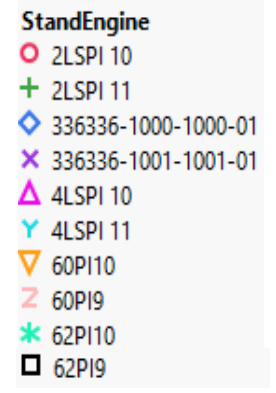 StandEngine
2LSPI 10
2LSPI 11
336336-1000-1000-01
336336-1001-1001-01
4LSPI 10
4LSPI 11
60PI10
60PI9
62PI10
62PI9